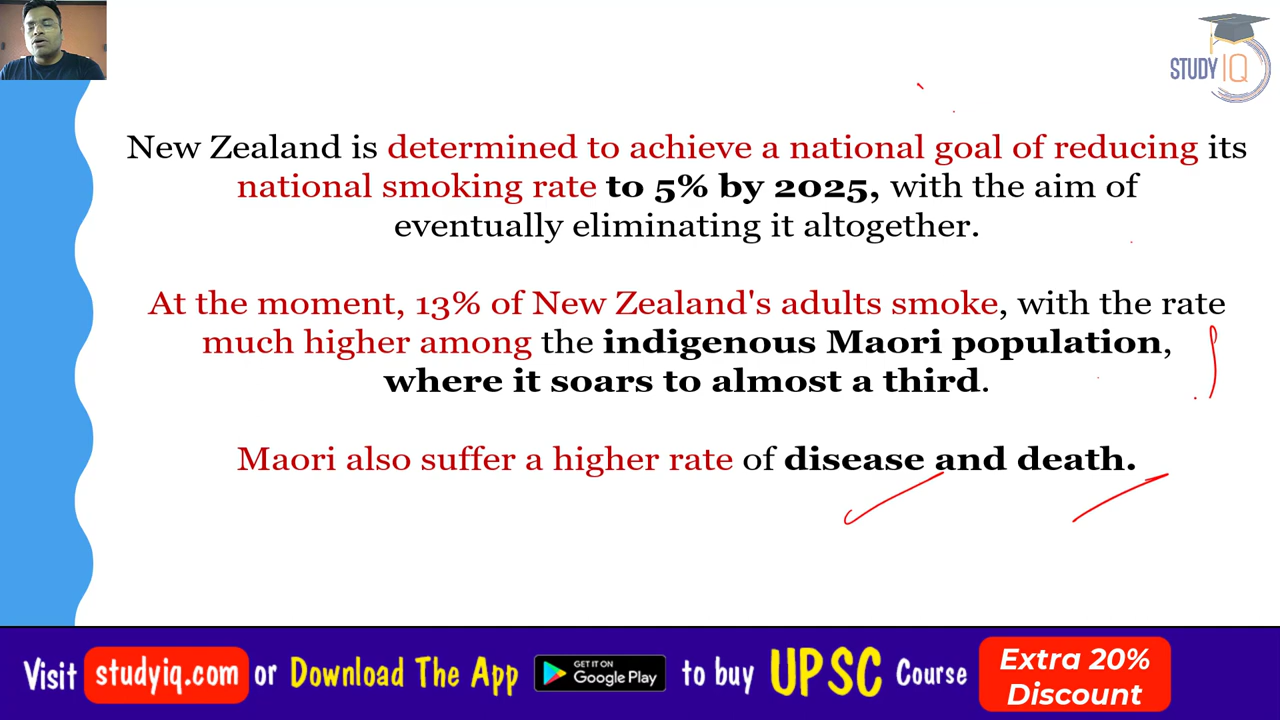 STUDY IQ
New Zealand is determined to achieve a national goal of reducing its
national smoking rate to 5% by 2025, with the aim of
eventually eliminating it altogether.
At the moment, 13% of New Zealand's adults smoke, with the rate
much higher among the indigenous Maori population,
where it soars to almost a third.
Maori also suffer a higher rate of disease and death.
Visit studyiq.com or Download The App GET IT ON Google Play to buy UPSC Course Extra 20% Discount